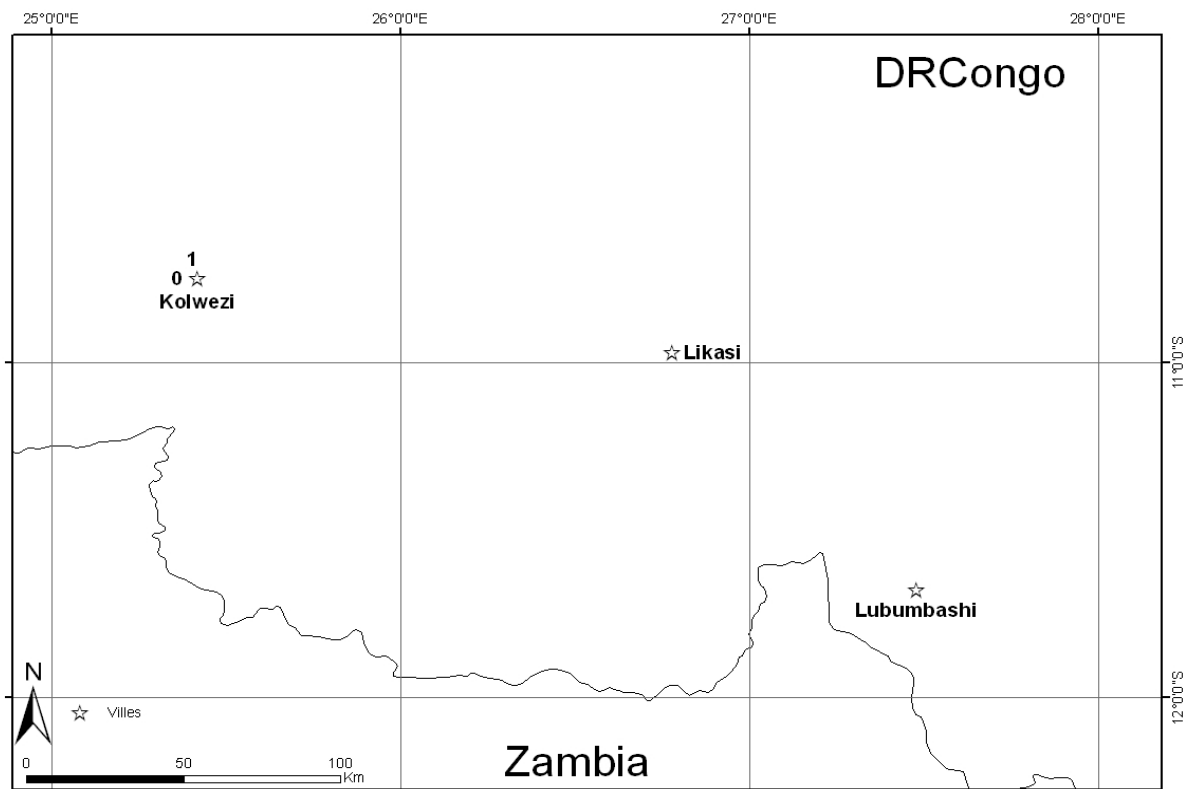 25°0'0"E 26°0'0"E 27°0'0"E 28°0'0"E
DRCongo
1
0
Kolwezi
Likasi
11°0'0"S
Lubumbashi
N
12°0'0"S
Villes
0 50 100
Km
Zambia